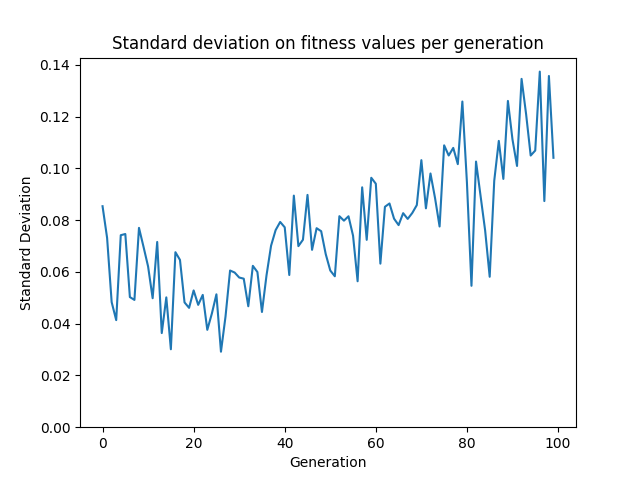 Standard deviation on fitness values per generation
0.14
0.12
0.10
0.08
0.06
0.04
0.02
0.00
Standard Deviation
0 20 40 60 80 100
Generation